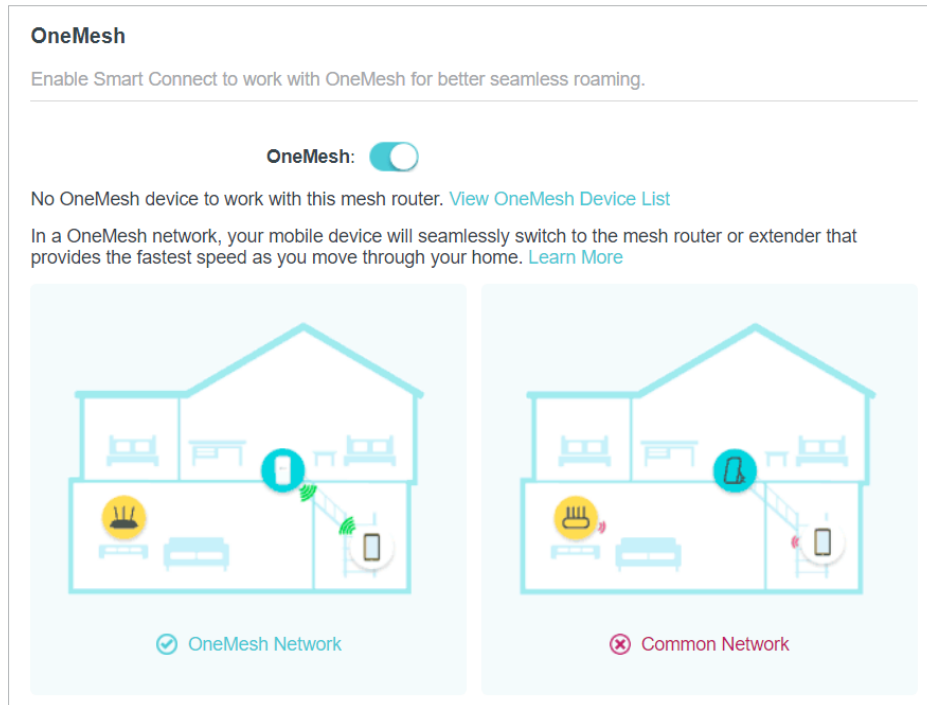 OneMesh
Enable Smart Connect to work with OneMesh for better seamless roaming.
OneMesh:
No OneMesh device to work with this mesh router. View OneMesh Device List
In a OneMesh network, your mobile device will seamlessly switch to the mesh router or extender that
provides the fastest speed as you move through your home. Learn More
OneMesh Network
Common Network